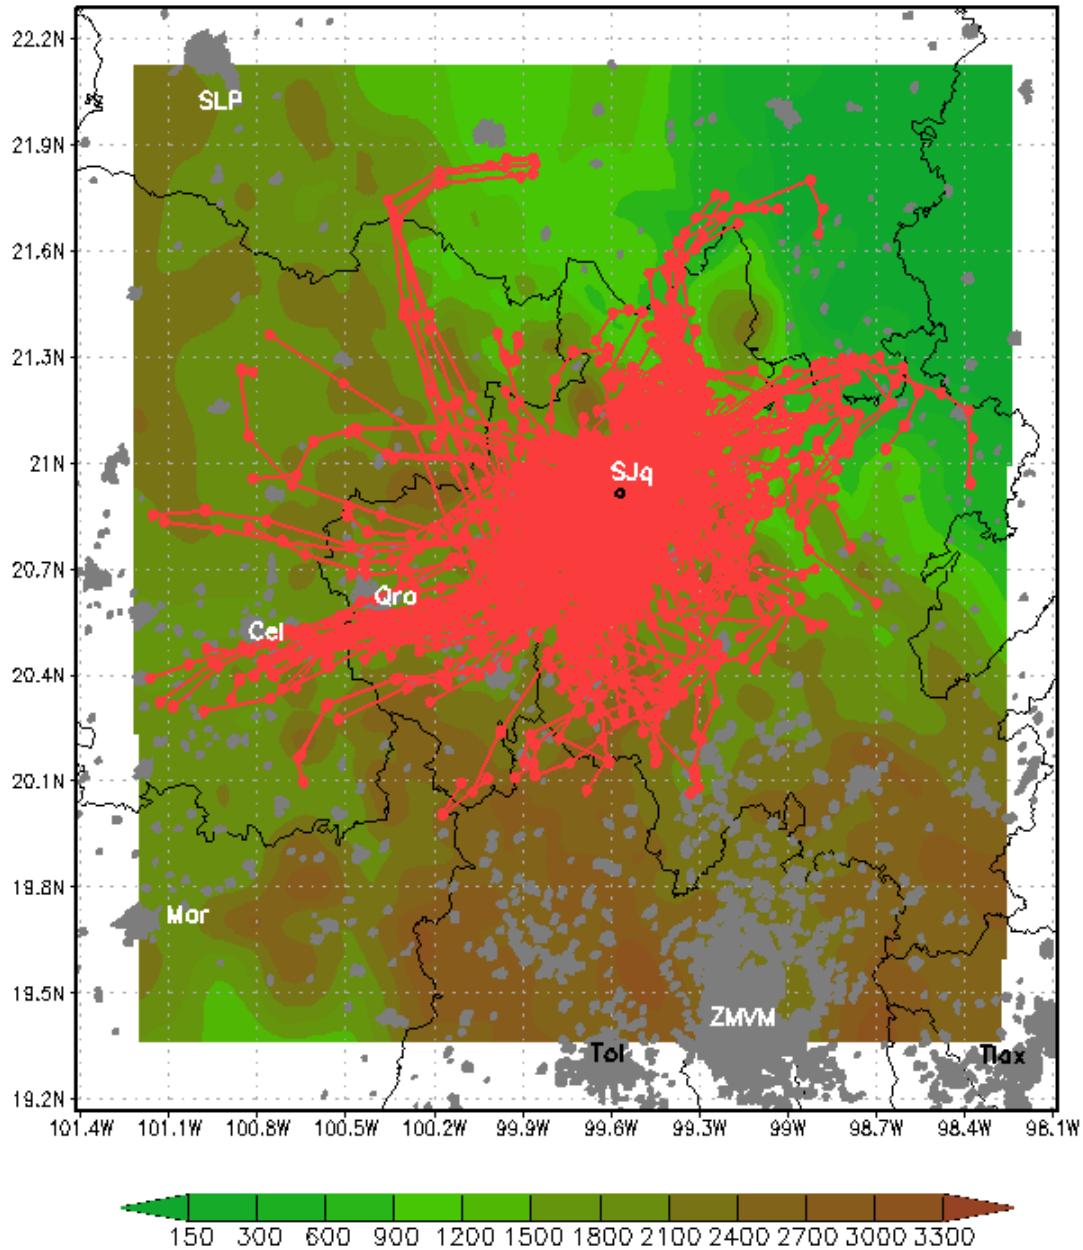 22.2N
SLP
21.9N
21.6N
21.3N
21N
SJq
20.7N
Qro
Cel
20.4N
20.1N
19.8N
Mor
19.5N
ZMVM
Tol
Tlax
19.2N
101.4W 101.1W 100.8W 100.5W 100.2W 99.9W 99.6W 99.3W 99W 98.7W 98.4W 98.1W
150 300 600 900 1200 1500 1800 2100 2400 2700 3000 3300